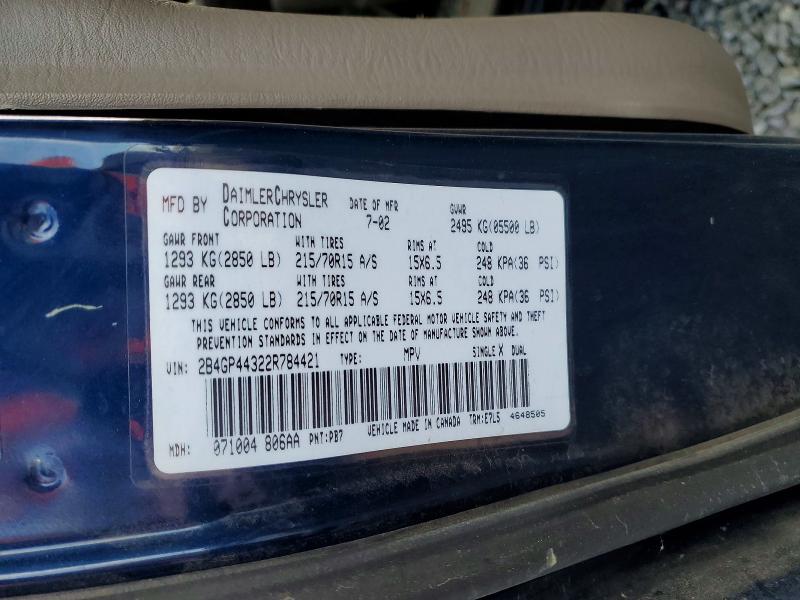 MFD BY DAIMLERCHRYSLER CORPORATION DATE OF MFR 7-02 GVWR 2495 KG(05500 LB)
GAWR FRONT WITH TIRES RIMS AT COLD
1293 KG(2850 LB) 215/70R15 A/S 15X6.5 248 KPA(36 PSI)
GAWR REAR WITH TIRES RIMS AT COLD
1293 KG(2850 LB) 215/70R15 A/S 15X6.5 248 KPA(36 PSI)
THIS VEHICLE CONFORMS TO ALL APPLICABLE FEDERAL MOTOR VEHICLE SAFETY AND THEFT
PREVENTION STANDARDS IN EFFECT ON THE DATE OF MANUFACTURE SHOWN ABOVE.
VIN: 2B4GP44322R784421 TYPE: MPV SINGLE X DUAL
MDH: 071004 806AA PNT:PB7 VEHICLE MADE IN CANADA TRM:E7L5 4648505